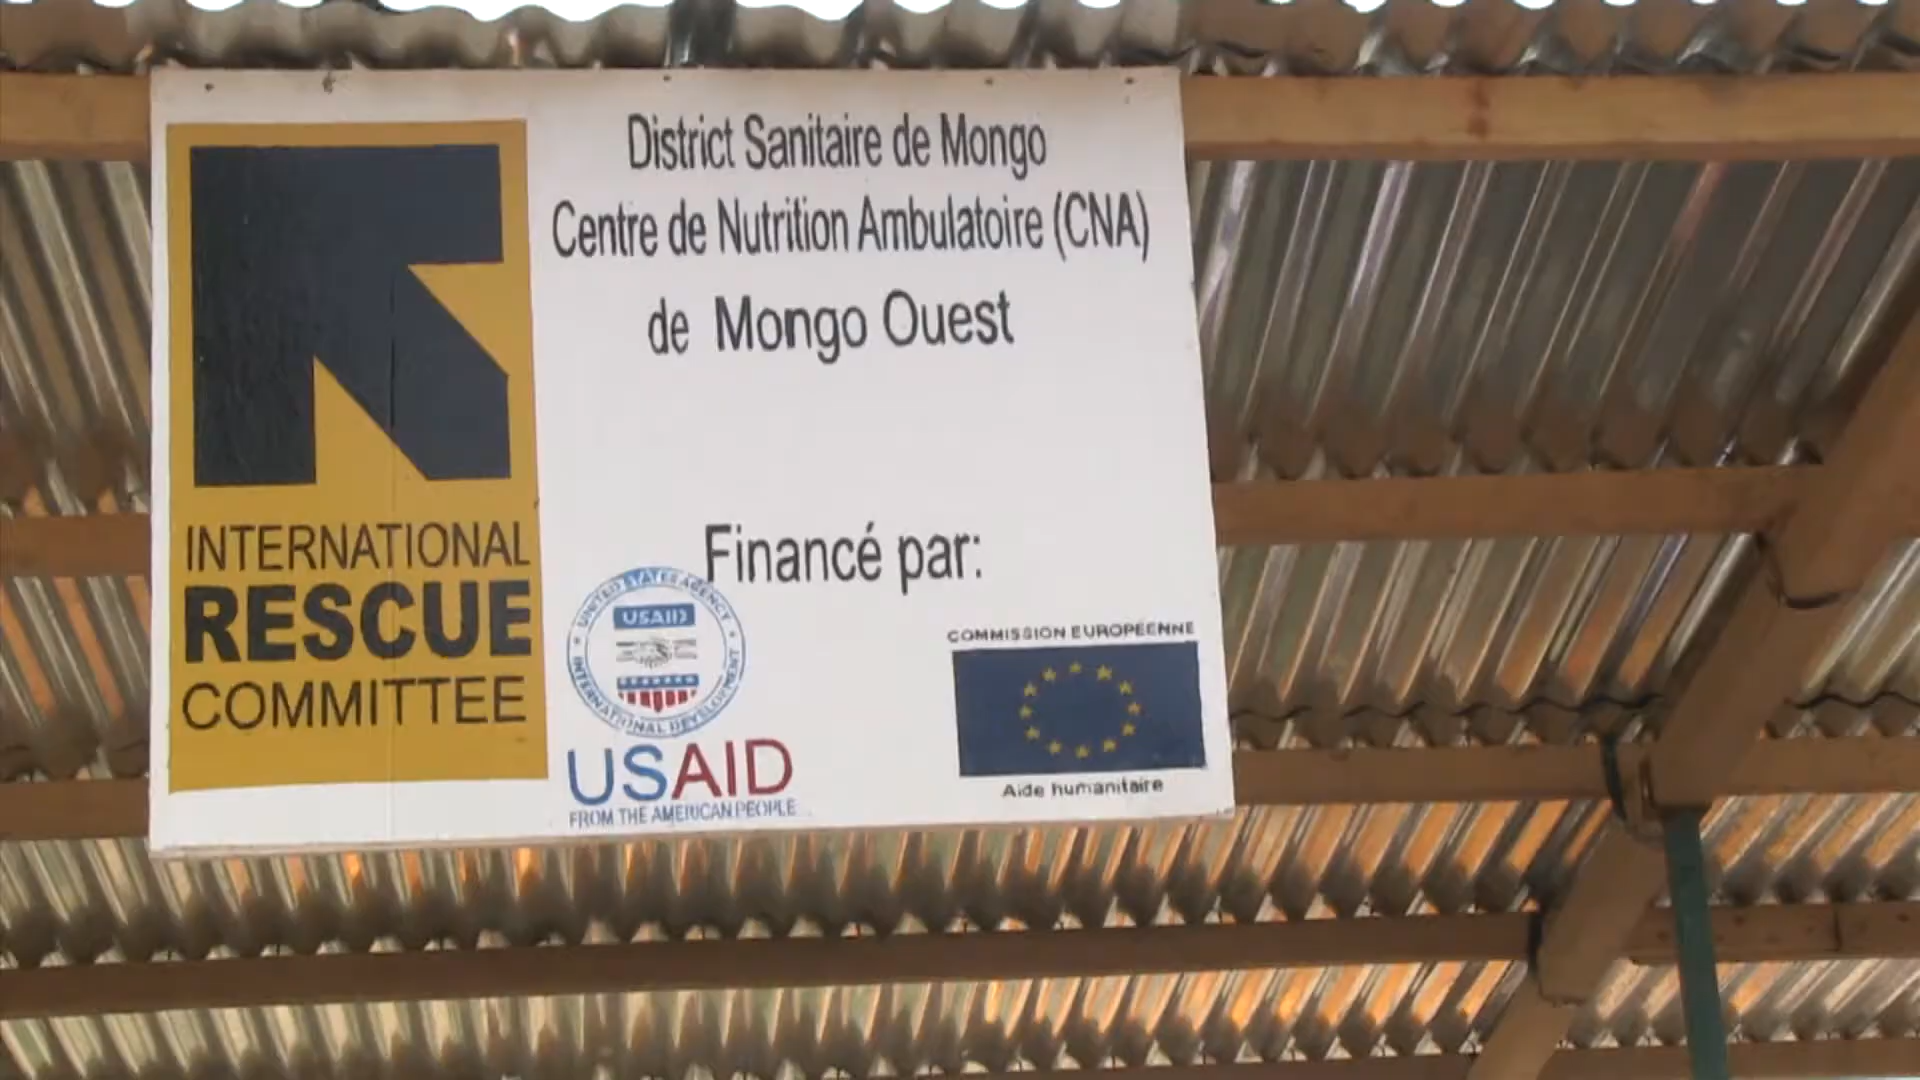 District Sanitaire de Mongo
Centre de Nutrition Ambulatoire (CNA)
de Mongo Ouest
INTERNATIONAL
RESCUE
COMMITTEE
Financé par:
UNITED STATES AGENCY
USAID
INTERNATIONAL DEVELOPMENT
USAID
FROM THE AMERICAN PEOPLE
COMMISSION EUROPÉENNE
Aide humanitaire